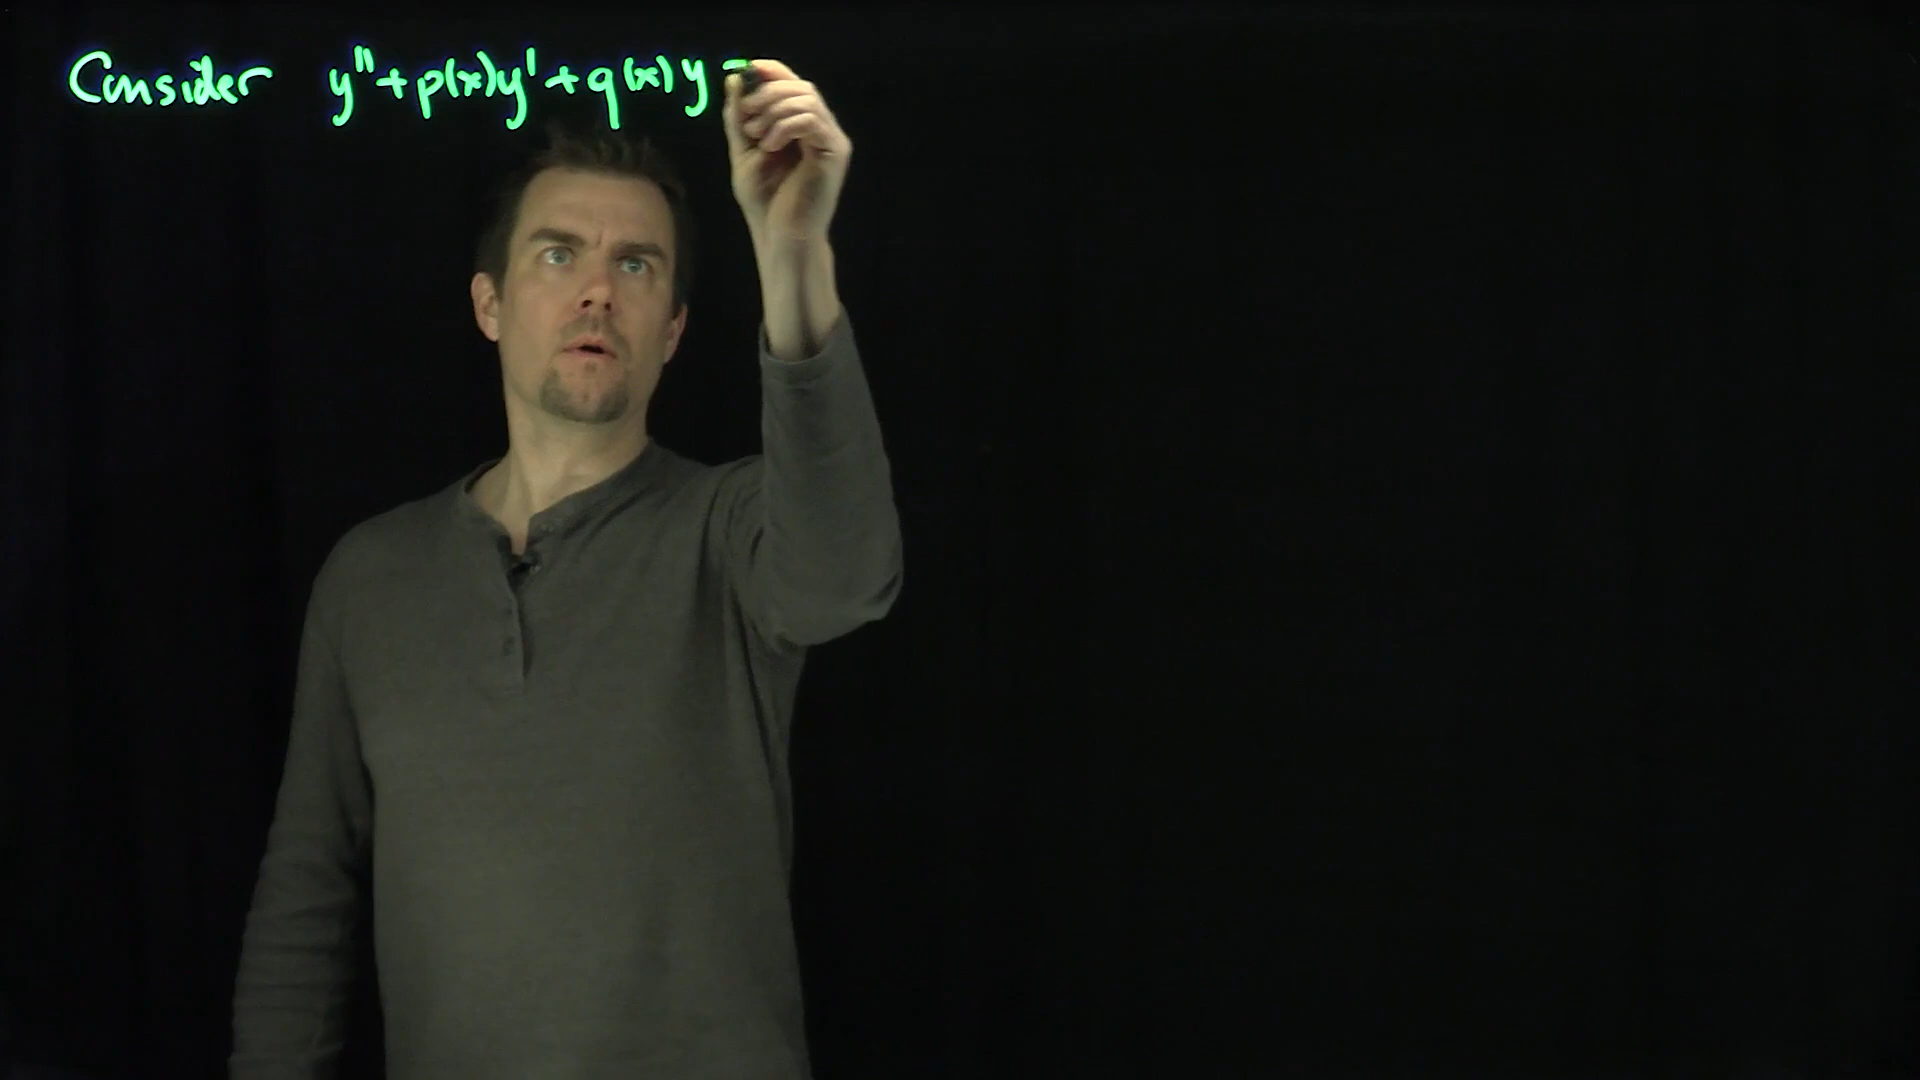 Consider y'' + p(x)y' + q(x)y =